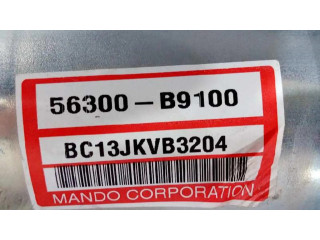 56300-B9100
BC13JKVB3204
MANDO CORPORATION